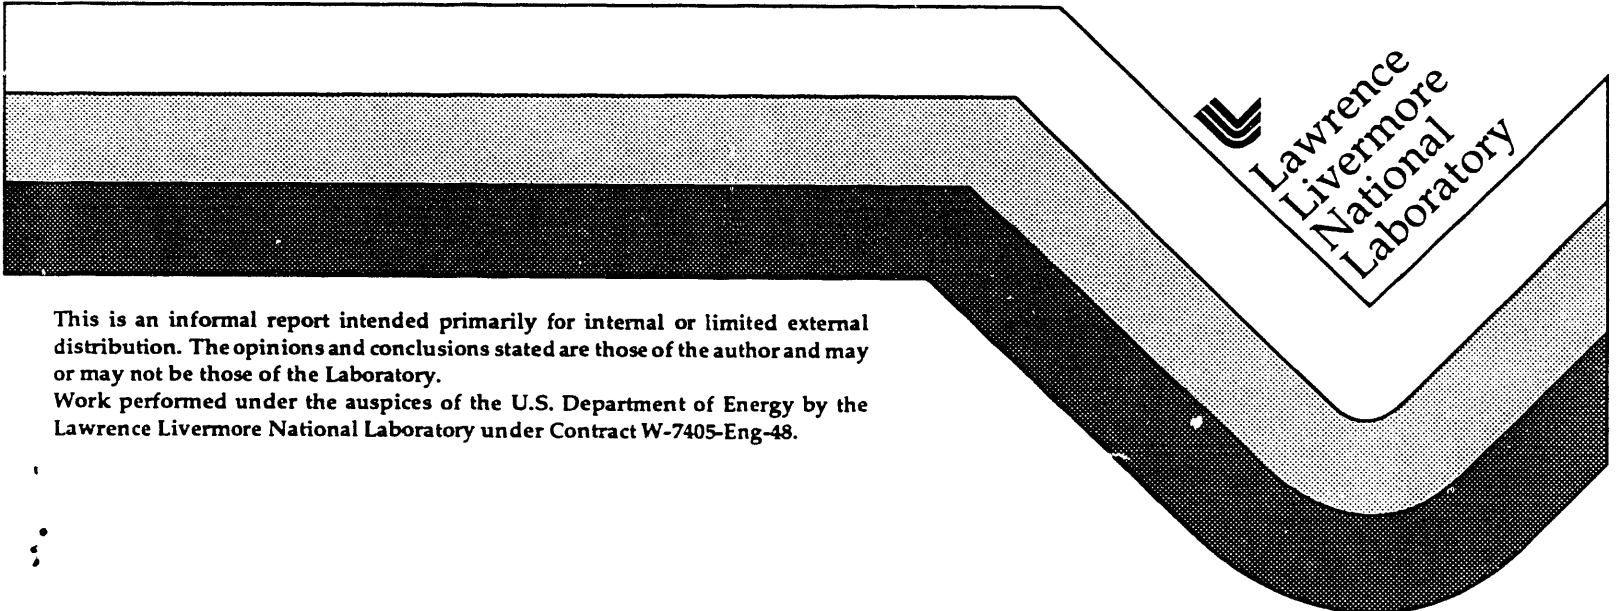 Lawrence
Livermore
National
Laboratory
This is an informal report intended primarily for internal or limited external
distribution. The opinions and conclusions stated are those of the author and may
or may not be those of the Laboratory.
Work performed under the auspices of the U.S. Department of Energy by the
Lawrence Livermore National Laboratory under Contract W-7405-Eng-48.